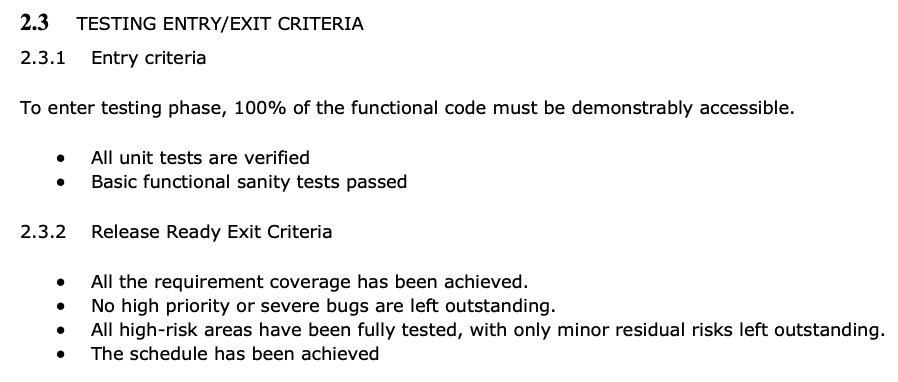 2.3 TESTING ENTRY/EXIT CRITERIA
2.3.1 Entry criteria
To enter testing phase, 100% of the functional code must be demonstrably accessible.
• All unit tests are verified
• Basic functional sanity tests passed
2.3.2 Release Ready Exit Criteria
• All the requirement coverage has been achieved.
• No high priority or severe bugs are left outstanding.
• All high-risk areas have been fully tested, with only minor residual risks left outstanding.
• The schedule has been achieved